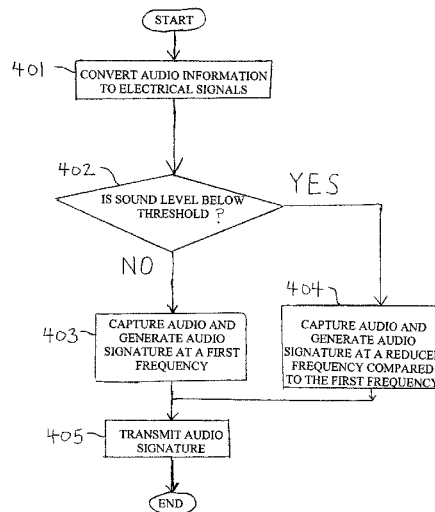 START
401
CONVERT AUDIO INFORMATION
TO ELECTRICAL SIGNALS
402
IS SOUND LEVEL BELOW
THRESHOLD ?
YES
NO
403
CAPTURE AUDIO AND
GENERATE AUDIO
SIGNATURE AT A FIRST
FREQUENCY
404
CAPTURE AUDIO AND
GENERATE AUDIO
SIGNATURE AT A REDUCED
FREQUENCY COMPARED
TO THE FIRST FREQUENCY
405
TRANSMIT AUDIO
SIGNATURE
END